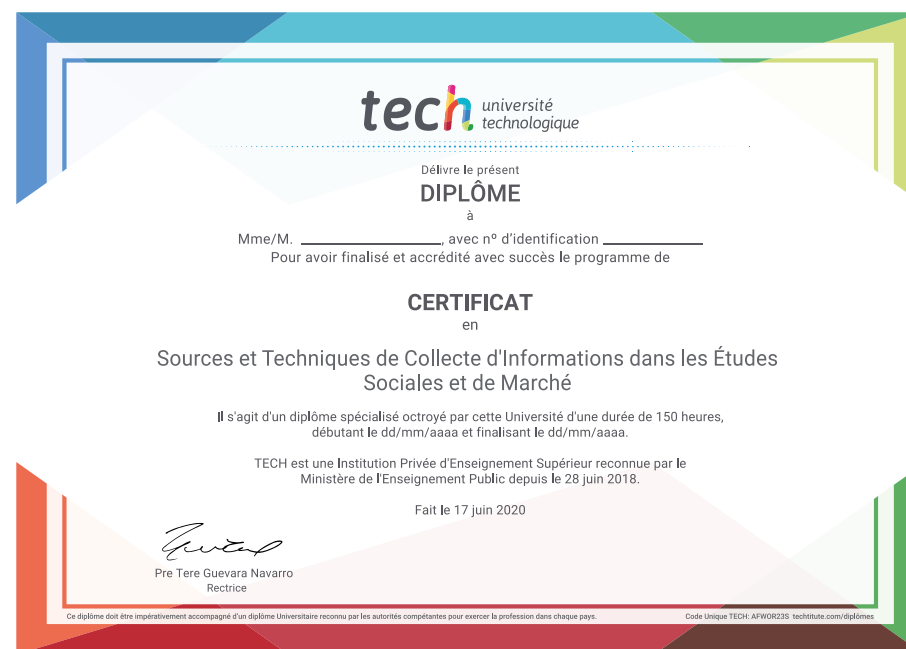 tech université
technologique
Délivre le présent
DIPLÔME
à
Mme/M. ____________________, avec nº d'identification ______________
Pour avoir finalisé et accrédité avec succès le programme de
CERTIFICAT
en
Sources et Techniques de Collecte d'Informations dans les Études
Sociales et de Marché
Il s'agit d'un diplôme spécialisé octroyé par cette Université d'une durée de 150 heures,
débutant le dd/mm/aaaa et finalisant le dd/mm/aaaa.
TECH est une Institution Privée d'Enseignement Supérieur reconnue par le
Ministère de l'Enseignement Public depuis le 28 juin 2018.
Fait le 17 juin 2020
Pre Tere Guevara Navarro
Rectrice
Ce diplôme doit être impérativement accompagné d'un diplôme Universitaire reconnu par les autorités compétantes pour exercer la profession dans chaque pays. Code Unique TECH: AFWOR23S techtitute.com/diplômes